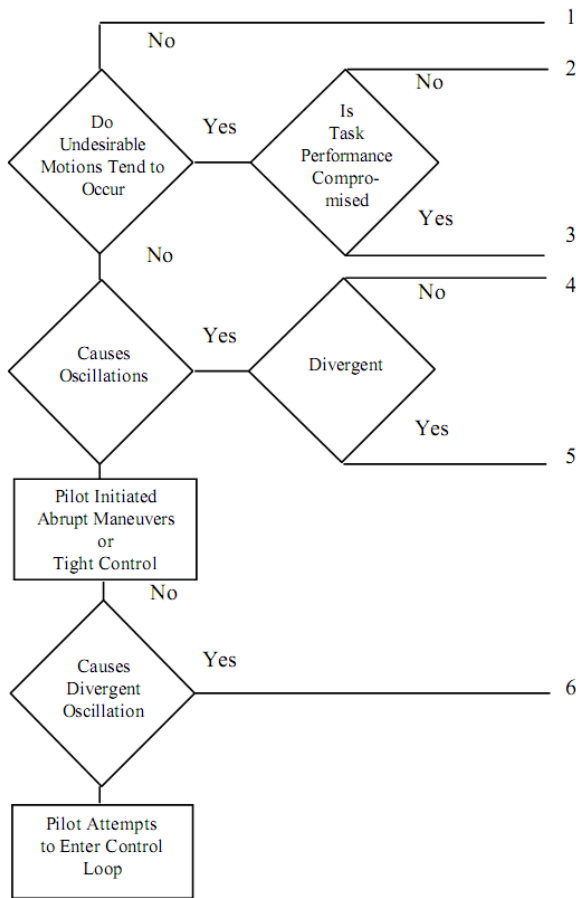 1
No
2
No
Do
Undesirable
Motions Tend to
Occur
Yes
Is
Task
Performance
Compro-
mised
Yes
3
No
4
No
Causes
Oscillations
Yes
Divergent
Yes
5
Pilot Initiated
Abrupt Maneuvers
or
Tight Control
No
Causes
Divergent
Oscillation
Yes
6
Pilot Attempts
to Enter Control
Loop